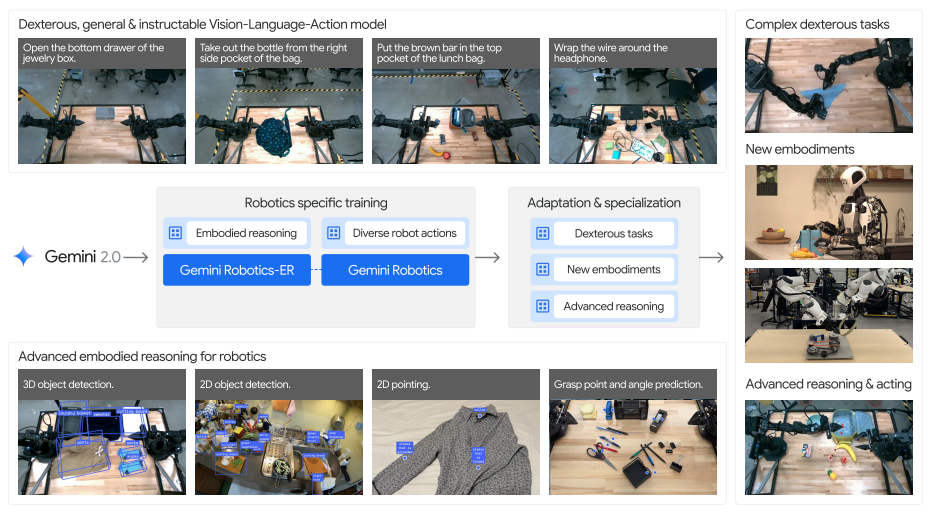 Dexterous, general & instructable Vision-Language-Action model
Open the bottom drawer of the
jewelry box.
Take out the bottle from the right
side pocket of the bag.
Put the brown bar in the top
pocket of the lunch bag.
Wrap the wire around the
headphone.
Gemini 2.0
Robotics specific training
Embodied reasoning
Diverse robot actions
Gemini Robotics-ER
Gemini Robotics
Adaptation & specialization
Dexterous tasks
New embodiments
Advanced reasoning
Advanced embodied reasoning for robotics
3D object detection.
laundry basket
2D object detection.
2D pointing.
Grasp point and angle prediction.
Complex dexterous tasks
New embodiments
Advanced reasoning & acting